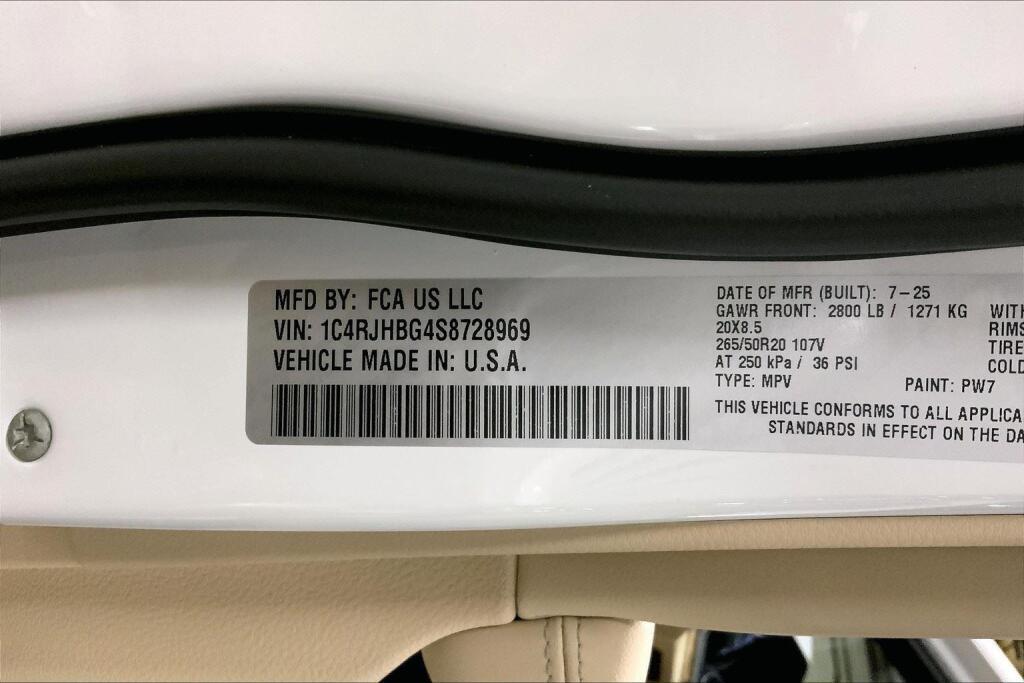 MFD BY: FCA US LLC
VIN: 1C4RJHBG4S8728969
VEHICLE MADE IN: U.S.A.
DATE OF MFR (BUILT): 7-25
GAWR FRONT: 2800 LB / 1271 KG WITH
20X8.5 RIMS
265/50R20 107V TIRE
AT 250 kPa / 36 PSI COLD
TYPE: MPV PAINT: PW7
THIS VEHICLE CONFORMS TO ALL APPLICA
STANDARDS IN EFFECT ON THE DA